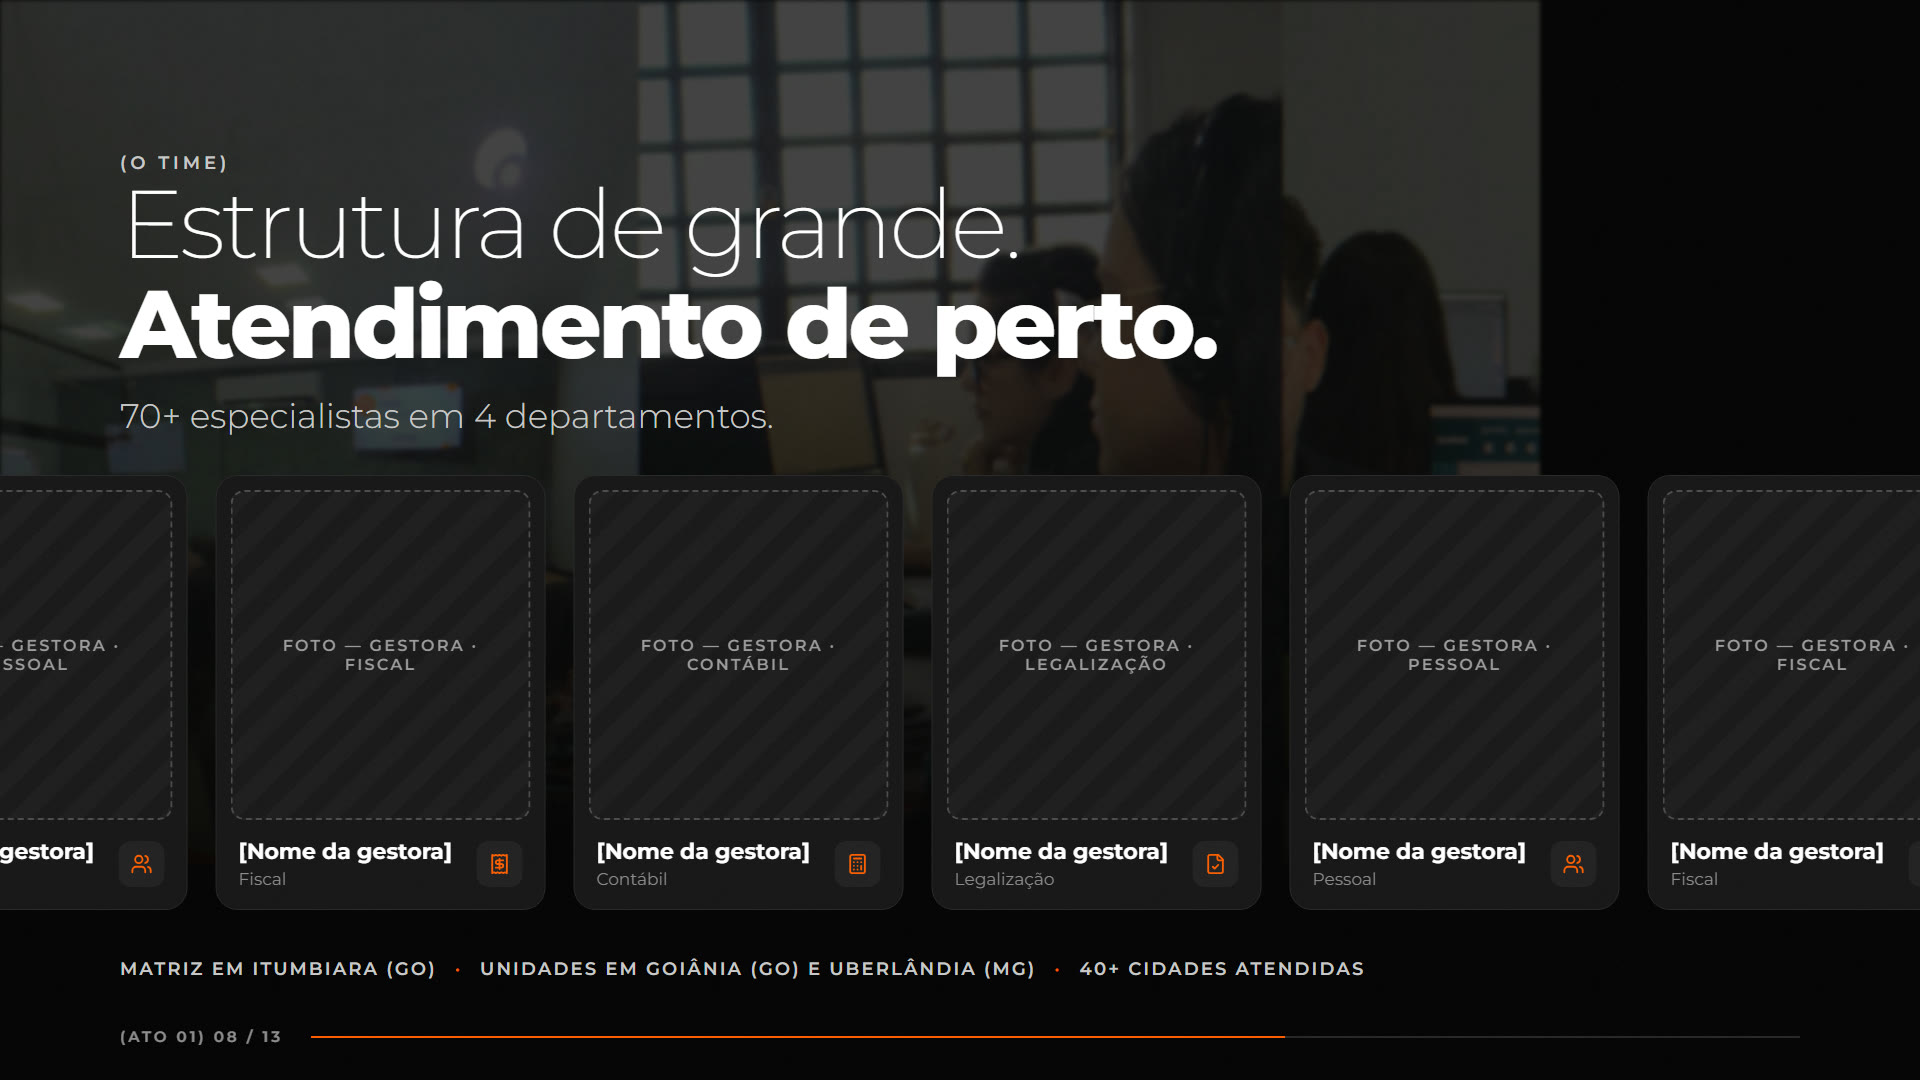 (O TIME)
Estrutura de grande.
Atendimento de perto.
70+ especialistas em 4 departamentos.
— GESTORA ·
SSOAL
gestora]
FOTO — GESTORA ·
FISCAL
[Nome da gestora]
Fiscal
FOTO — GESTORA ·
CONTÁBIL
[Nome da gestora]
Contábil
FOTO — GESTORA ·
LEGALIZAÇÃO
[Nome da gestora]
Legalização
FOTO — GESTORA ·
PESSOAL
[Nome da gestora]
Pessoal
FOTO — GESTORA ·
FISCAL
[Nome da gestora]
Fiscal
MATRIZ EM ITUMBIARA (GO) · UNIDADES EM GOIÂNIA (GO) E UBERLÂNDIA (MG) · 40+ CIDADES ATENDIDAS
(ATO 01) 08 / 13